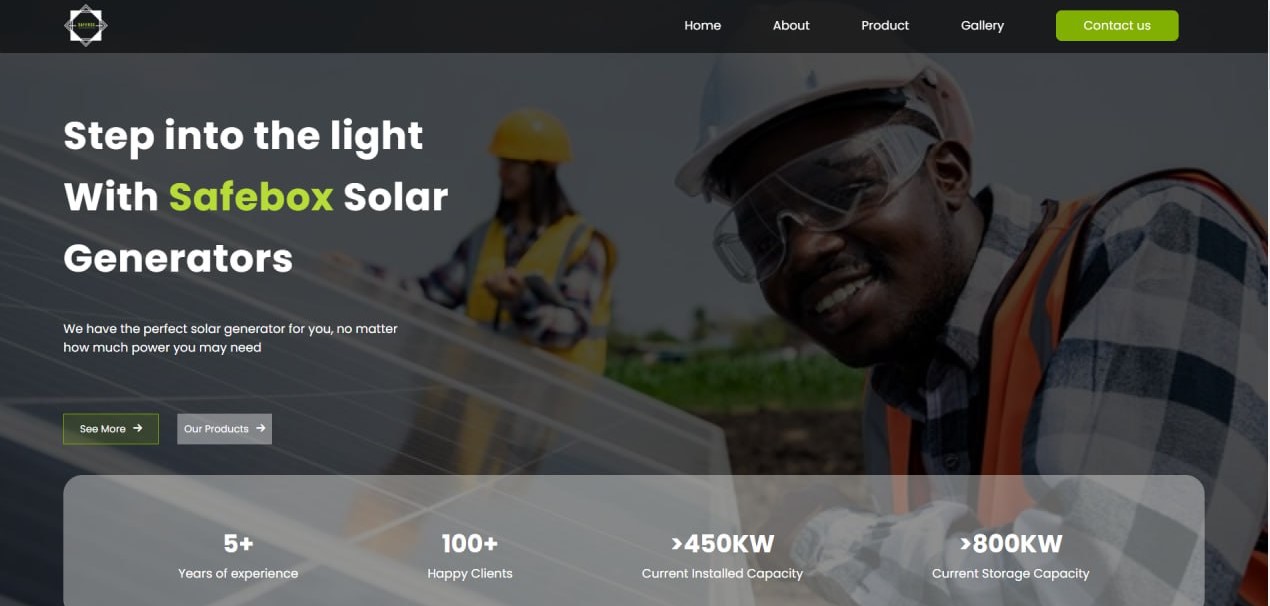 SAFEBOX
Home About Product Gallery Contact us
Step into the light
With Safebox Solar
Generators
We have the perfect solar generator for you, no matter
how much power you may need
See More → Our Products →
5+ 100+ >450KW >800KW
Years of experience Happy Clients Current Installed Capacity Current Storage Capacity